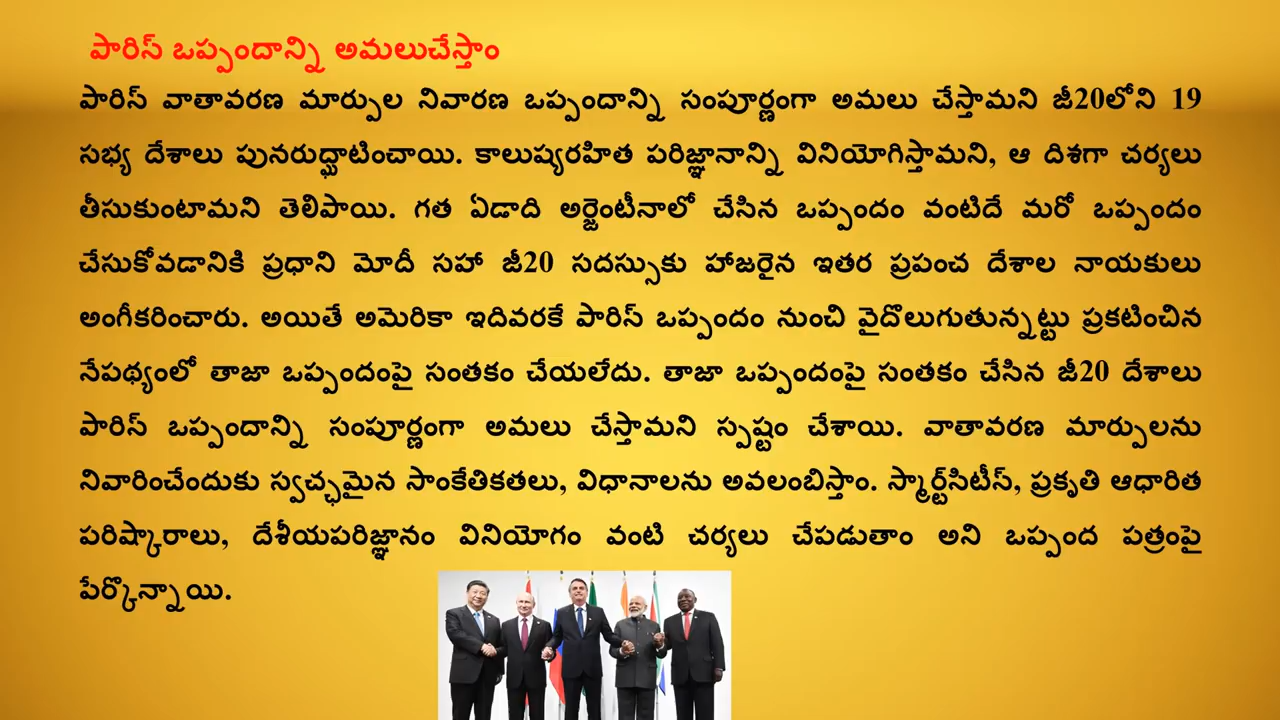 పారిస్ ఒప్పందాన్ని అమలుచేస్తాం
పారిస్ వాతావరణ మార్పుల నివారణ ఒప్పందాన్ని సంపూర్ణంగా అమలు చేస్తామని జీ20లోని 19
సభ్య దేశాలు పునరుద్ఘాటించాయి. కాలుష్యరహిత పరిజ్ఞానాన్ని వినియోగిస్తామని, ఆ దిశగా చర్యలు
తీసుకుంటామని తెలిపాయి. గత ఏడాది అర్జెంటీనాలో చేసిన ఒప్పందం వంటిదే మరో ఒప్పందం
చేసుకోవడానికి ప్రధాని మోదీ సహా జీ20 సదస్సుకు హాజరైన ఇతర ప్రపంచ దేశాల నాయకులు
అంగీకరించారు. అయితే అమెరికా ఇదివరకే పారిస్ ఒప్పందం నుంచి వైదొలుగుతున్నట్టు ప్రకటించిన
నేపథ్యంలో తాజా ఒప్పందంపై సంతకం చేయలేదు. తాజా ఒప్పందంపై సంతకం చేసిన జీ20 దేశాలు
పారిస్ ఒప్పందాన్ని సంపూర్ణంగా అమలు చేస్తామని స్పష్టం చేశాయి. వాతావరణ మార్పులను
నివారించేందుకు స్వచ్ఛమైన సాంకేతికతలు, విధానాలను అవలంబిస్తాం. స్మార్ట్‌సిటీస్, ప్రకృతి ఆధారిత
పరిష్కారాలు, దేశీయపరిజ్ఞానం వినియోగం వంటి చర్యలు చేపడుతాం అని ఒప్పంద పత్రంపై
పేర్కొన్నాయి.